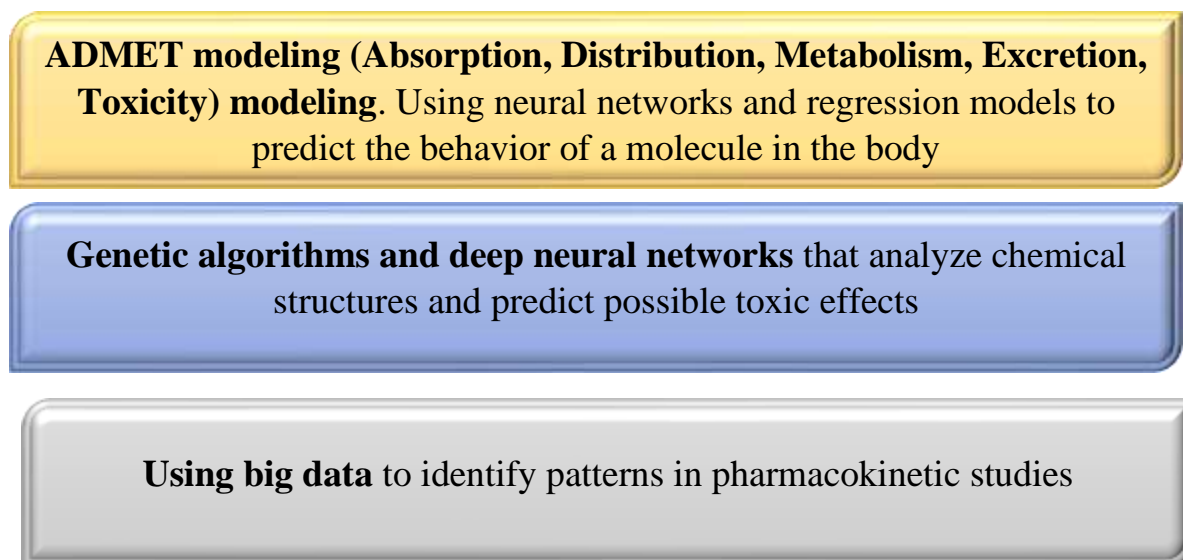 ADMET modeling (Absorption, Distribution, Metabolism, Excretion,
Toxicity) modeling. Using neural networks and regression models to
predict the behavior of a molecule in the body
Genetic algorithms and deep neural networks that analyze chemical
structures and predict possible toxic effects
Using big data to identify patterns in pharmacokinetic studies